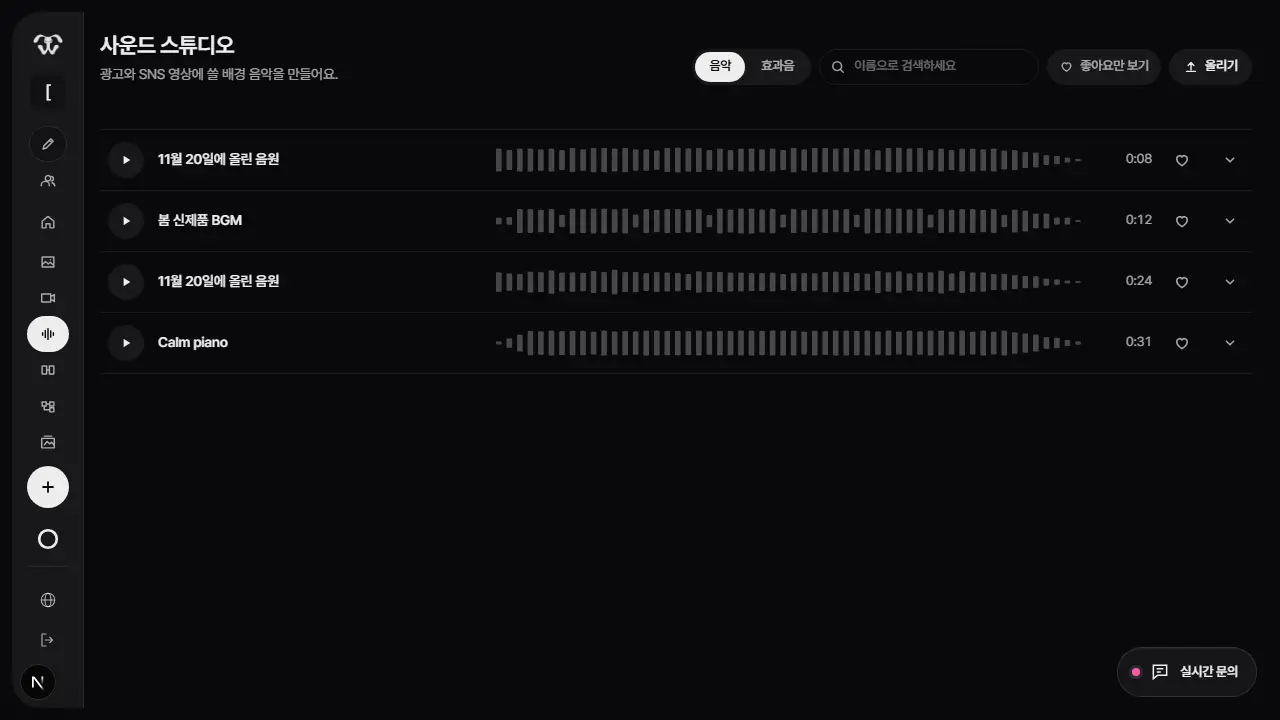 사운드 스튜디오
광고와 SNS 영상에 쓸 배경 음악을 만들어요.
음악
효과음
이름으로 검색하세요
좋아요만 보기
올리기
[
11월 20일에 올린 음원
0:08
봄 신제품 BGM
0:12
11월 20일에 올린 음원
0:24
Calm piano
0:31
N
실시간 문의